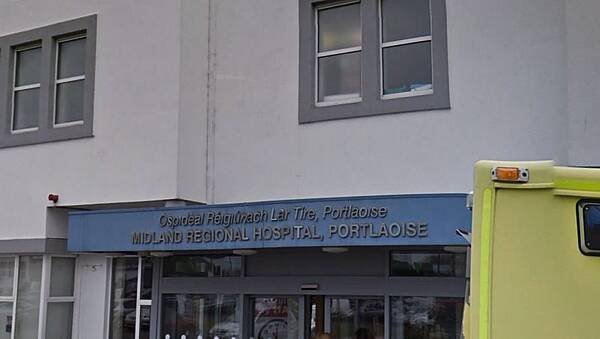 Ospidéal Réigiúnach Lár Tíre, Portlaoise
MIDLAND REGIONAL HOSPITAL, PORTLAOISE